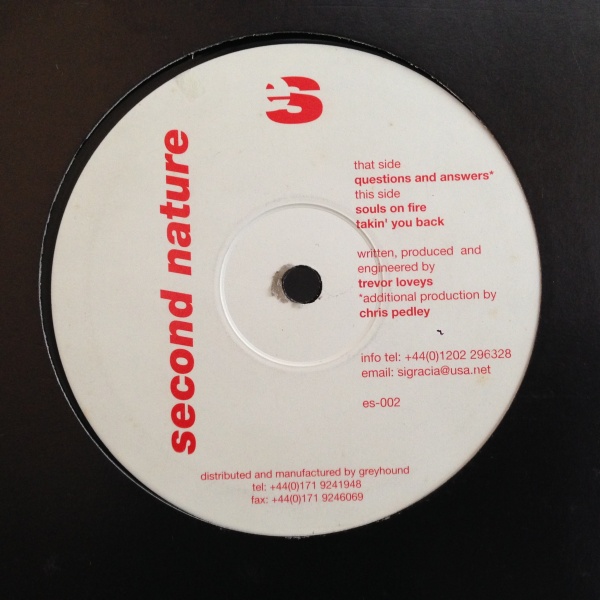 eS
second nature
that side
questions and answers*
this side
souls on fire
takin' you back
written, produced and
engineered by
trevor loveys
*additional production by
chris pedley
info tel: +44(0)1202 296328
email: sigracia@usa.net
es-002
distributed and manufactured by greyhound
tel: +44(0)171 9241948
fax: +44(0)171 9246069